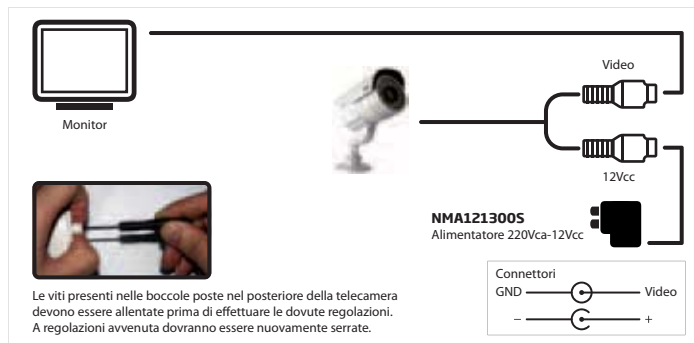 Monitor
Video
12Vcc
NMA121300S
Alimentatore 220Vca-12Vcc
Le viti presenti nelle boccole poste nel posteriore della telecamera
devono essere allentate prima di effettuare le dovute regolazioni.
A regolazioni avvenuta dovranno essere nuovamente serrate.
Connettori
GND Video
– +